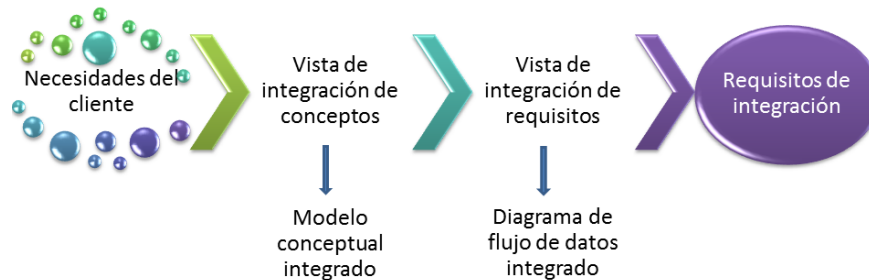 Necesidades del
cliente
Vista de
integración de
conceptos
Vista de
integración de
requisitos
Requisitos de
integración
Modelo
conceptual
integrado
Diagrama de
flujo de datos
integrado